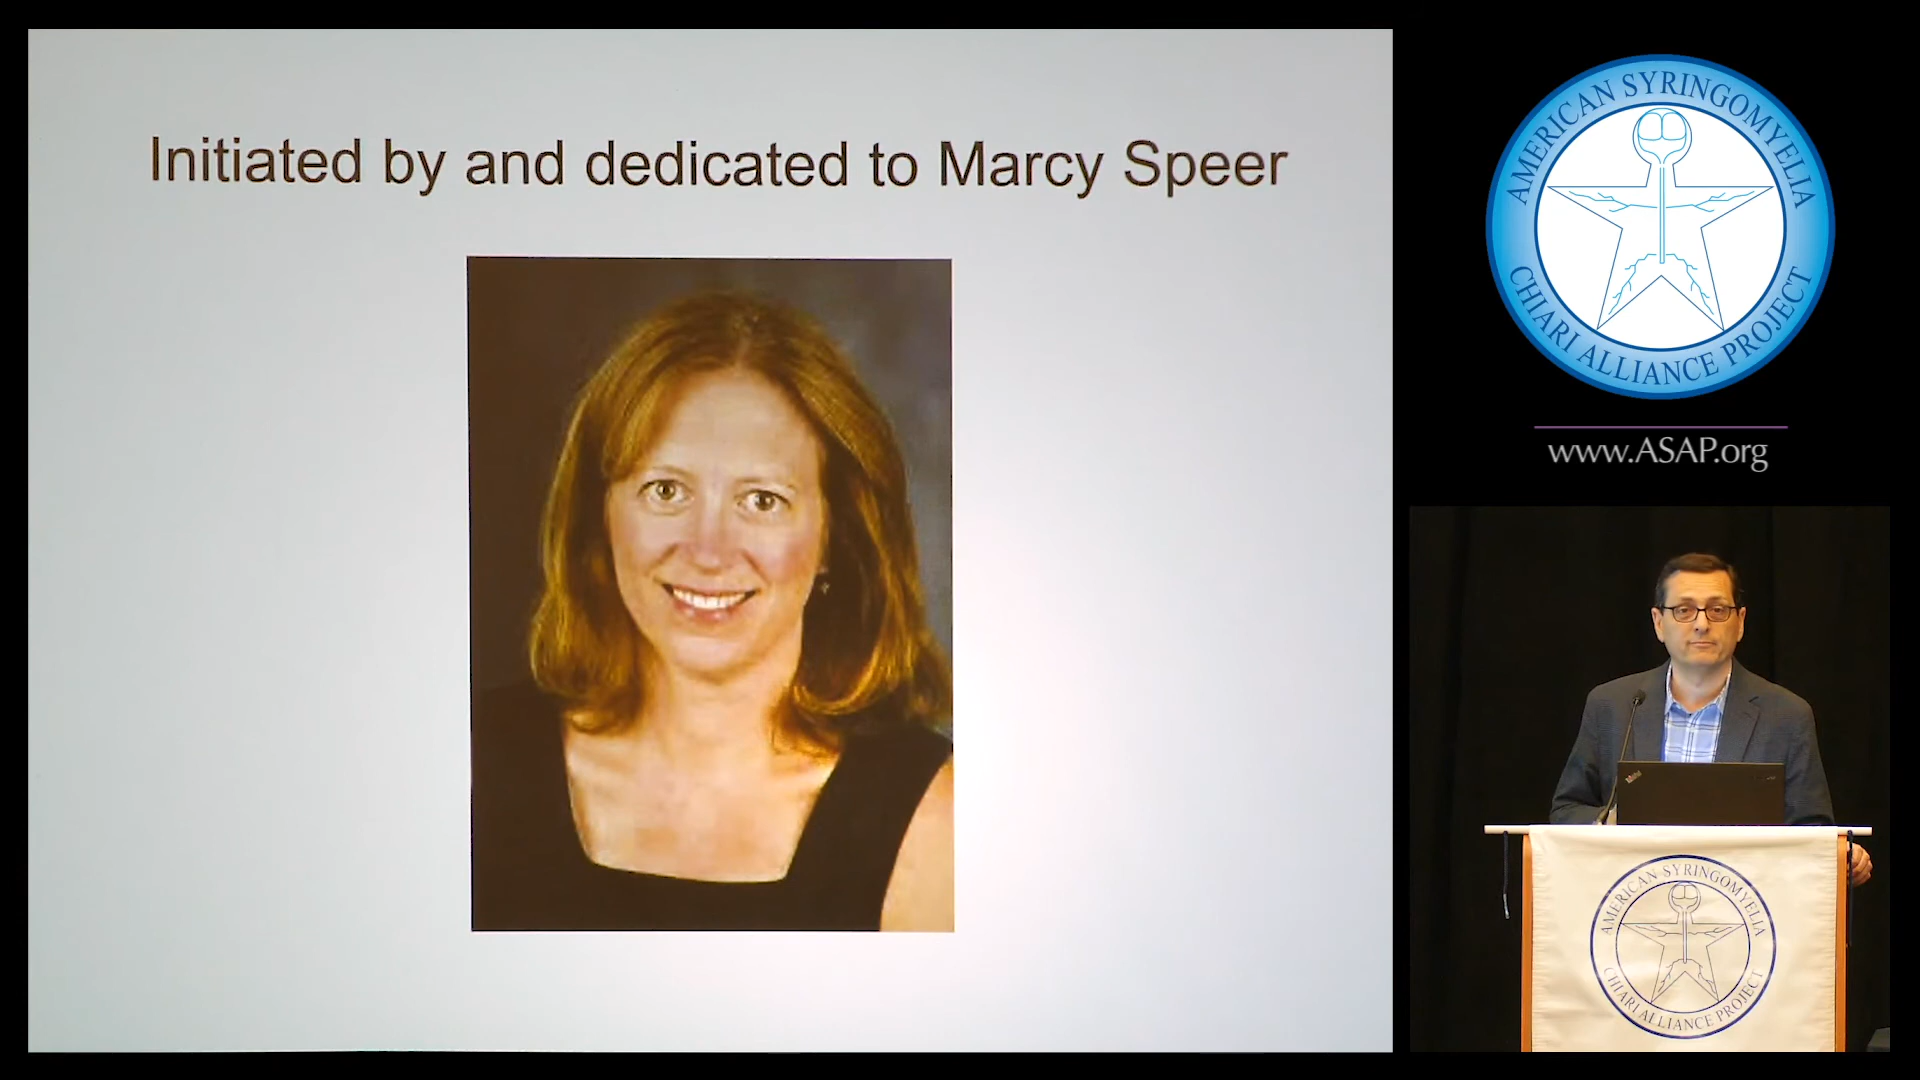 Initiated by and dedicated to Marcy Speer
AMERICAN SYRINGOMYELIA
CHIARI ALLIANCE PROJECT
www.ASAP.org
AMERICAN SYRINGOMYELIA
CHIARI ALLIANCE PROJECT